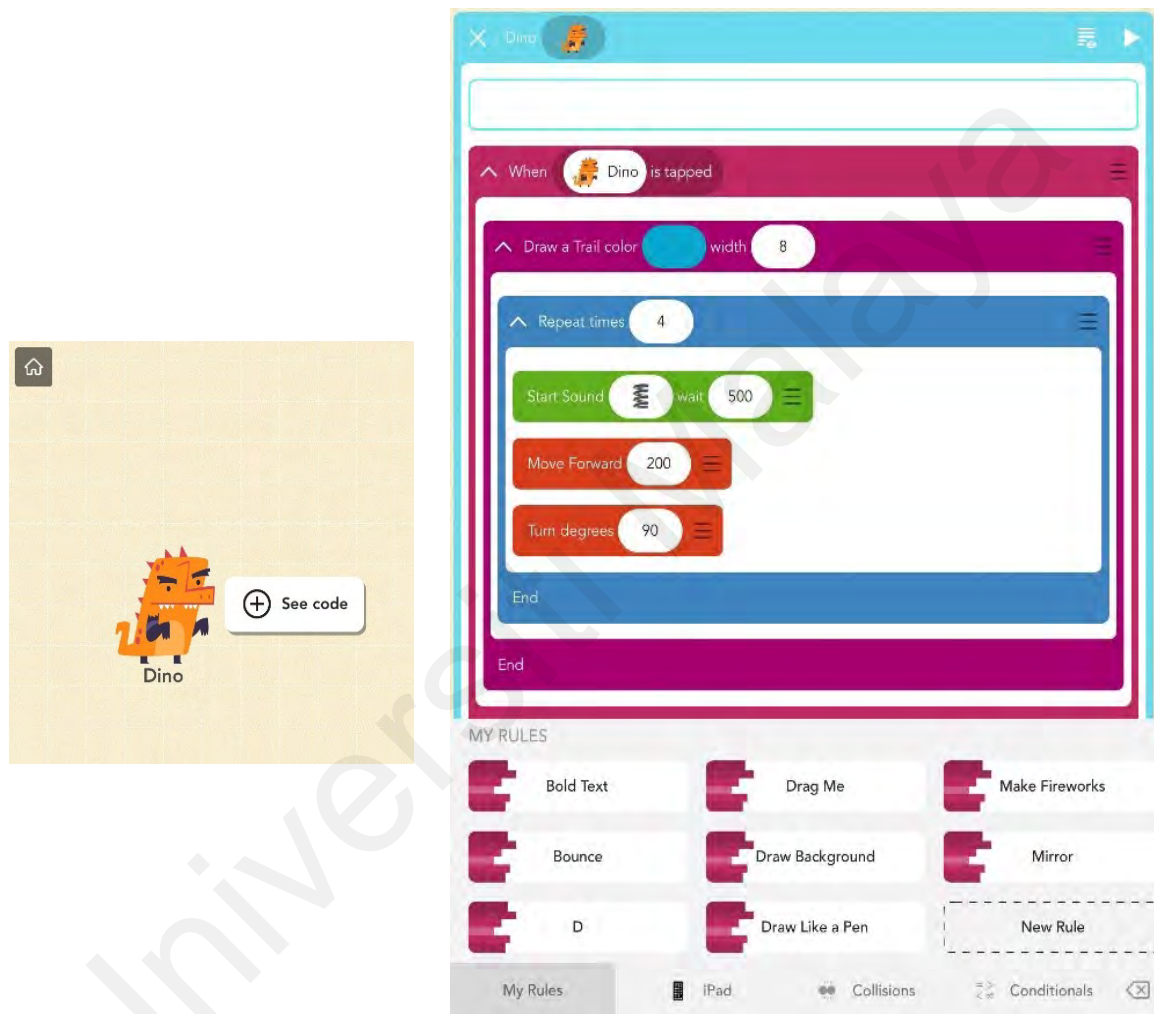 See code
Dino
Dino
When Dino is tapped
Draw a Trail color width 8
Repeat times 4
Start Sound wait 500
Move Forward 200
Turn degrees 90
End
End
MY RULES
Bold Text Drag Me Make Fireworks
Bounce Draw Background Mirror
D Draw Like a Pen New Rule
My Rules iPad Collisions Conditionals
University Malaya